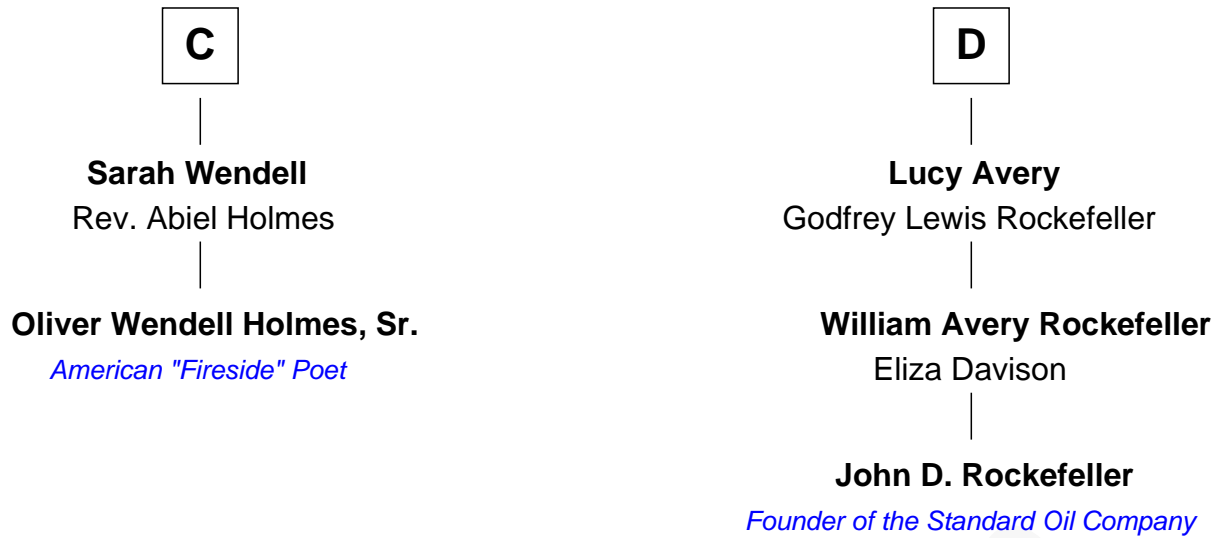 C
Sarah Wendell
Rev. Abiel Holmes
Oliver Wendell Holmes, Sr.
American "Fireside" Poet
D
Lucy Avery
Godfrey Lewis Rockefeller
William Avery Rockefeller
Eliza Davison
John D. Rockefeller
Founder of the Standard Oil Company